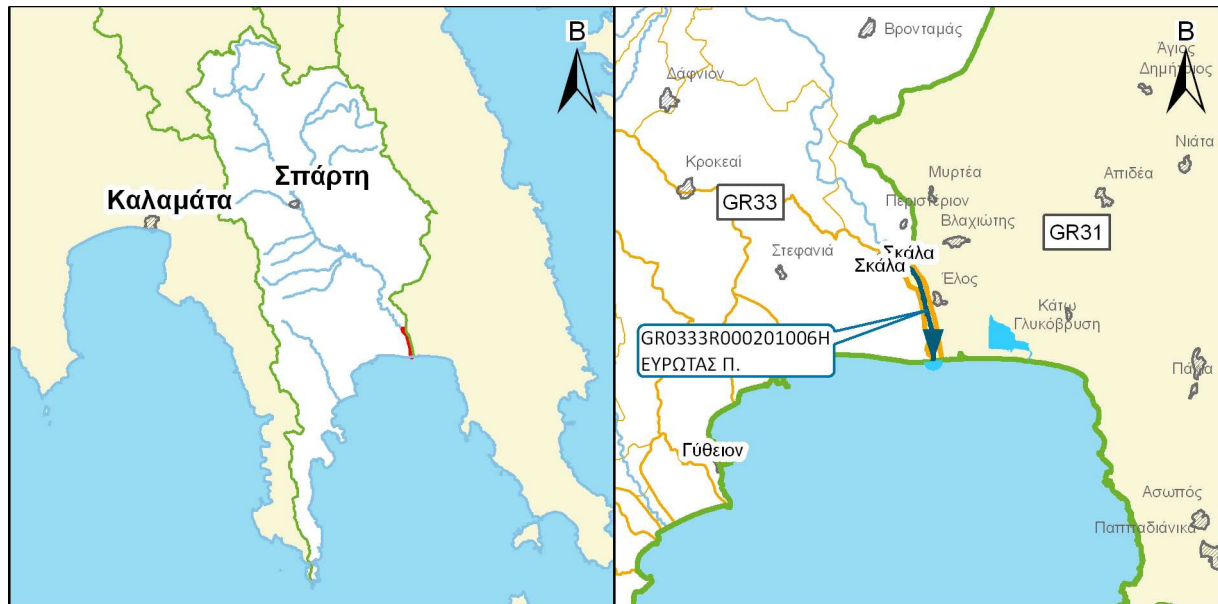 Β
Σπάρτη
Καλαμάτα
Βρονταμάς
Β
Άγιος
Δημήτριος
Δάφνιον
Νιάτα
Κροκεαί
Μυρτέα
Απιδέα
GR33
Περιστέριον
Βλαχιώτης
GR31
Σκάλα
Σκάλα
Στεφανιά
Έλος
Κάτω
Γλυκόβρυση
GR0333R000201006H
ΕΥΡΩΤΑΣ Π.
Πάκια
Γύθειον
Ασωπός
Παππαδιάνικα